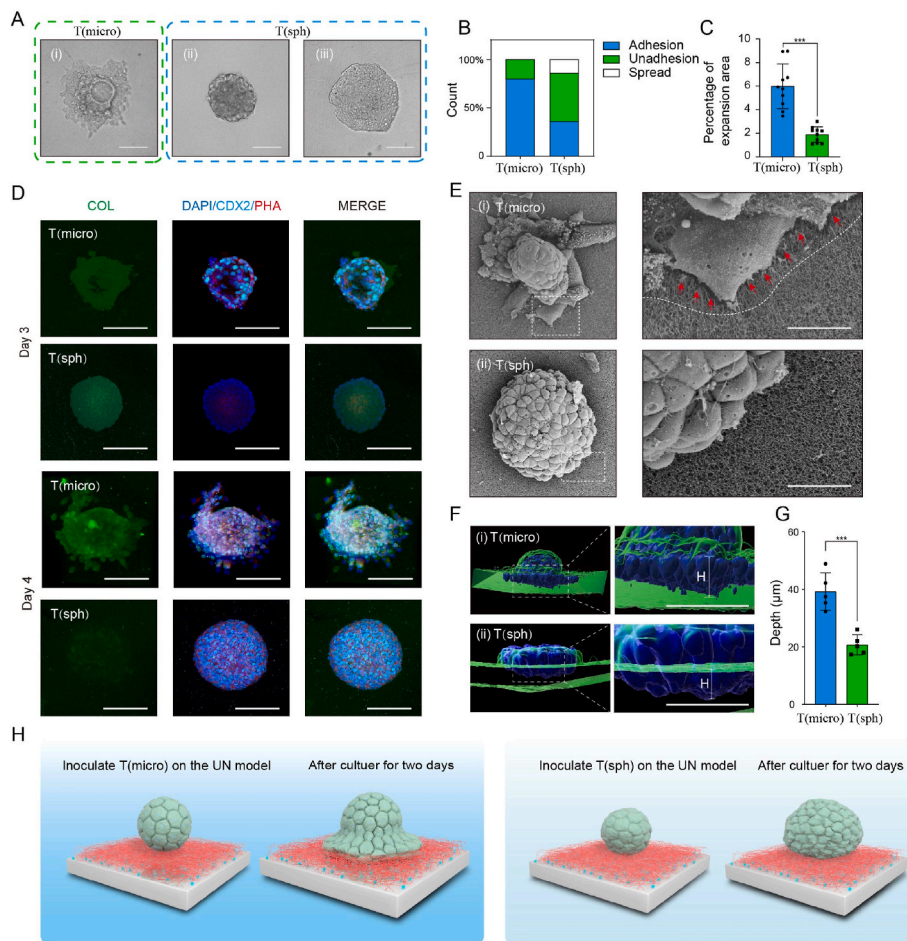 A
T(micro)
T(sph)
(i)
(ii)
(iii)
B
100%
50%
Count
T(micro)
T(sph)
Adhesion
Unadhesion
Spread
C
Percentage of
expansion area
10
8
6
4
2
0
***
T(micro)
T(sph)
D
COL
DAPI/CDX2/PHA
MERGE
Day 3
T(micro)
T(sph)
Day 4
T(micro)
T(sph)
E
(i) T(micro)
(ii) T(sph)
F
(i) T(micro)
H
(ii) T(sph)
H
G
Depth (μm)
60
40
20
0
***
T(micro)
T(sph)
H
Inoculate T(micro) on the UN model
After cultuer for two days
Inoculate T(sph) on the UN model
After cultuer for two days